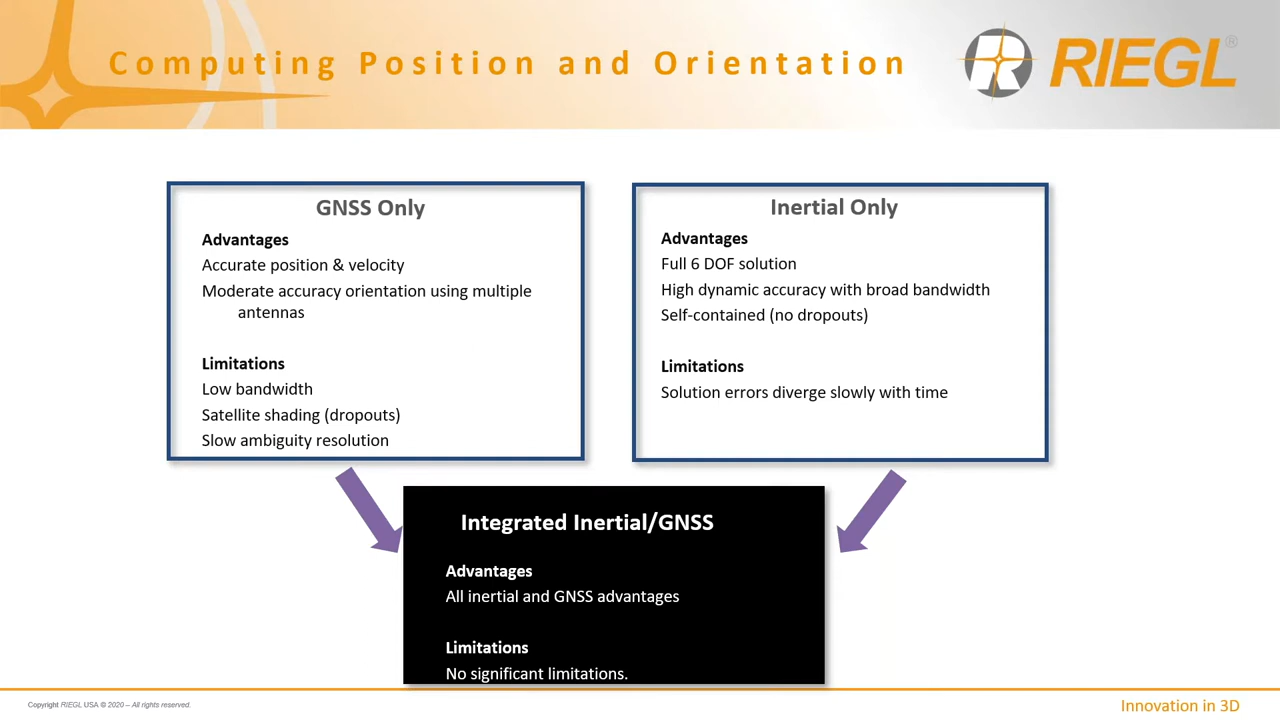 Computing Position and Orientation
RIEGL®
GNSS Only
Advantages
Accurate position & velocity
Moderate accuracy orientation using multiple
antennas
Limitations
Low bandwidth
Satellite shading (dropouts)
Slow ambiguity resolution
Inertial Only
Advantages
Full 6 DOF solution
High dynamic accuracy with broad bandwidth
Self-contained (no dropouts)
Limitations
Solution errors diverge slowly with time
Integrated Inertial/GNSS
Advantages
All inertial and GNSS advantages
Limitations
No significant limitations.
Copyright RIEGL USA © 2020 – All rights reserved.
Innovation in 3D